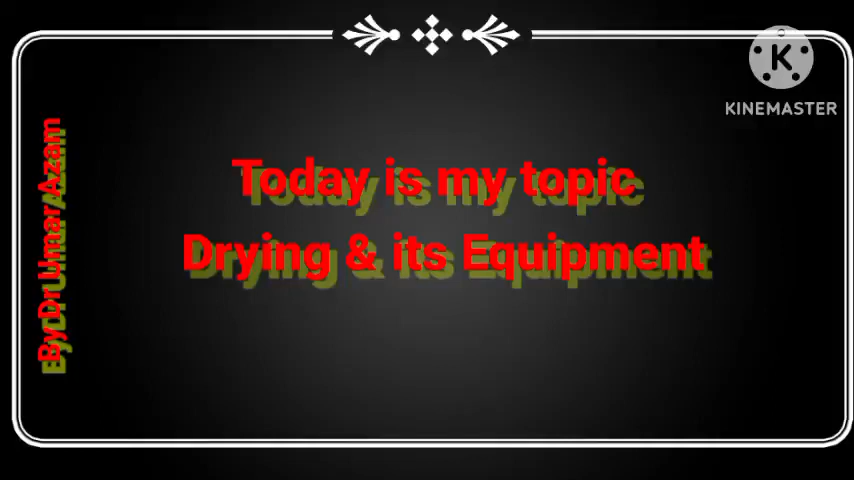 Today is my topic
Drying & its Equipment
By Dr Umar Azam
K
KINEMASTER